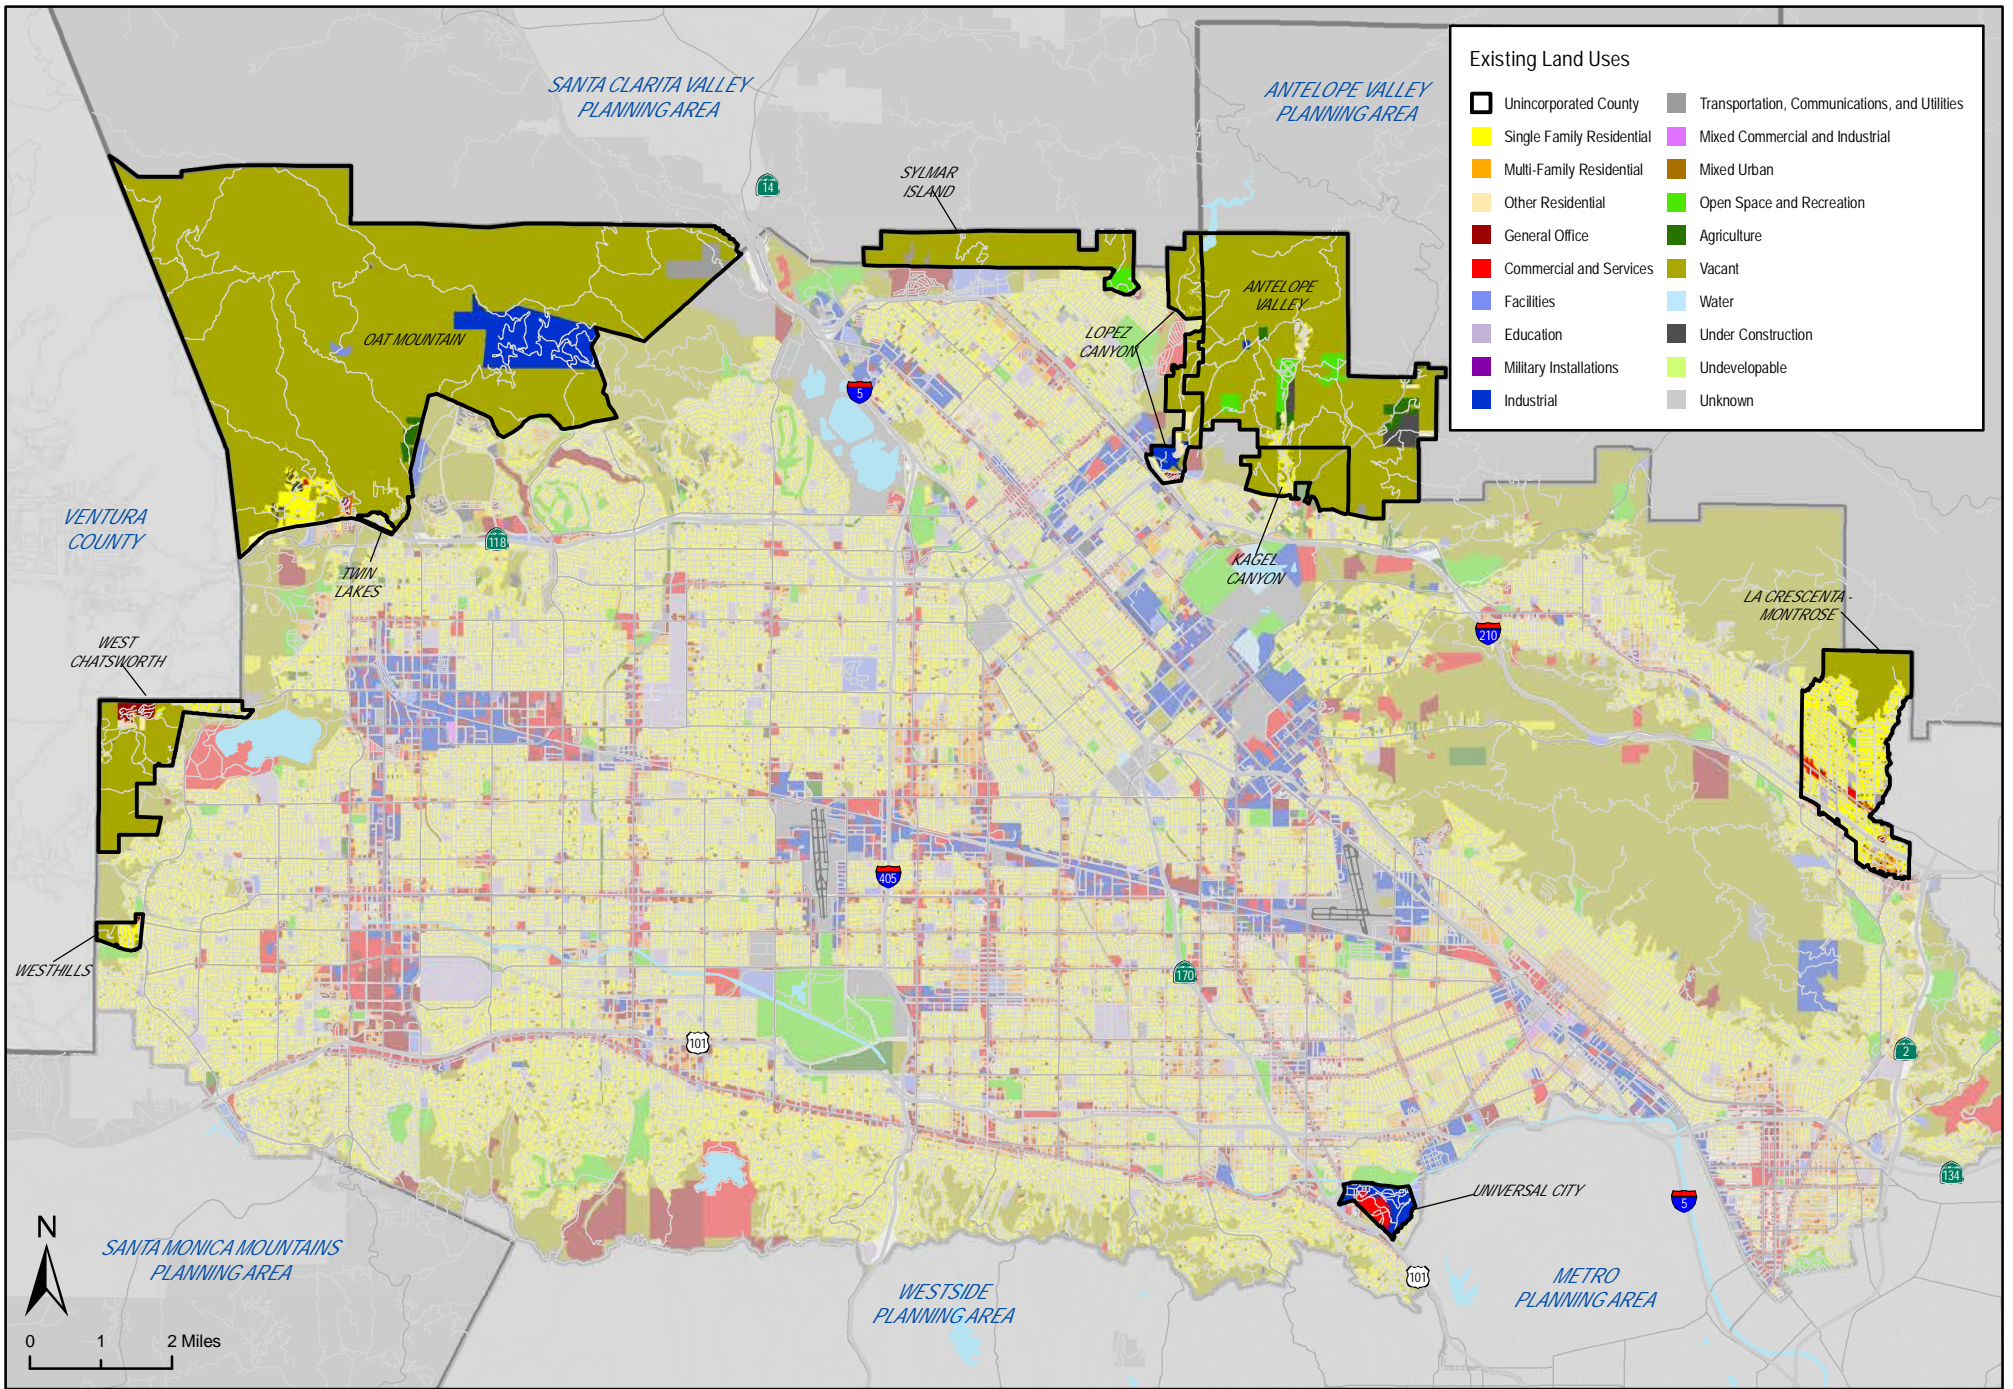 Existing Land Uses
Unincorporated County
Single Family Residential
Multi-Family Residential
Other Residential
General Office
Commercial and Services
Facilities
Education
Military Installations
Industrial
Transportation, Communications, and Utilities
Mixed Commercial and Industrial
Mixed Urban
Open Space and Recreation
Agriculture
Vacant
Water
Under Construction
Undevelopable
Unknown
SANTA CLARITA VALLEY
PLANNING AREA
ANTELOPE VALLEY
PLANNING AREA
14
SYLMAR
ISLAND
OAT MOUNTAIN
LOPEZ
CANYON
ANTELOPE
VALLEY
5
VENTURA
COUNTY
118
TWIN
LAKES
KAGEL
CANYON
210
LA CRESCENTA -
MONTROSE
WEST
CHATSWORTH
405
WESTHILLS
170
101
2
134
UNIVERSAL CITY
5
101
SANTA MONICA MOUNTAINS
PLANNING AREA
WESTSIDE
PLANNING AREA
METRO
PLANNING AREA
N
0 1 2 Miles